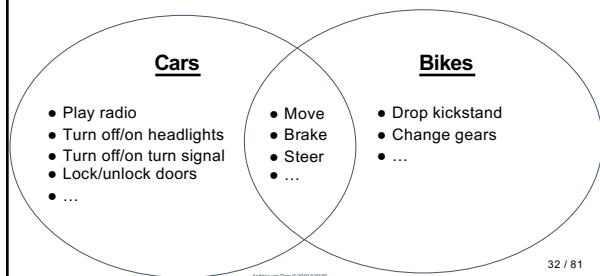 Cars
● Play radio
● Turn off/on headlights
● Turn off/on turn signal
● Lock/unlock doors
● …
● Move
● Brake
● Steer
● …
Bikes
● Drop kickstand
● Change gears
● …
32 / 81